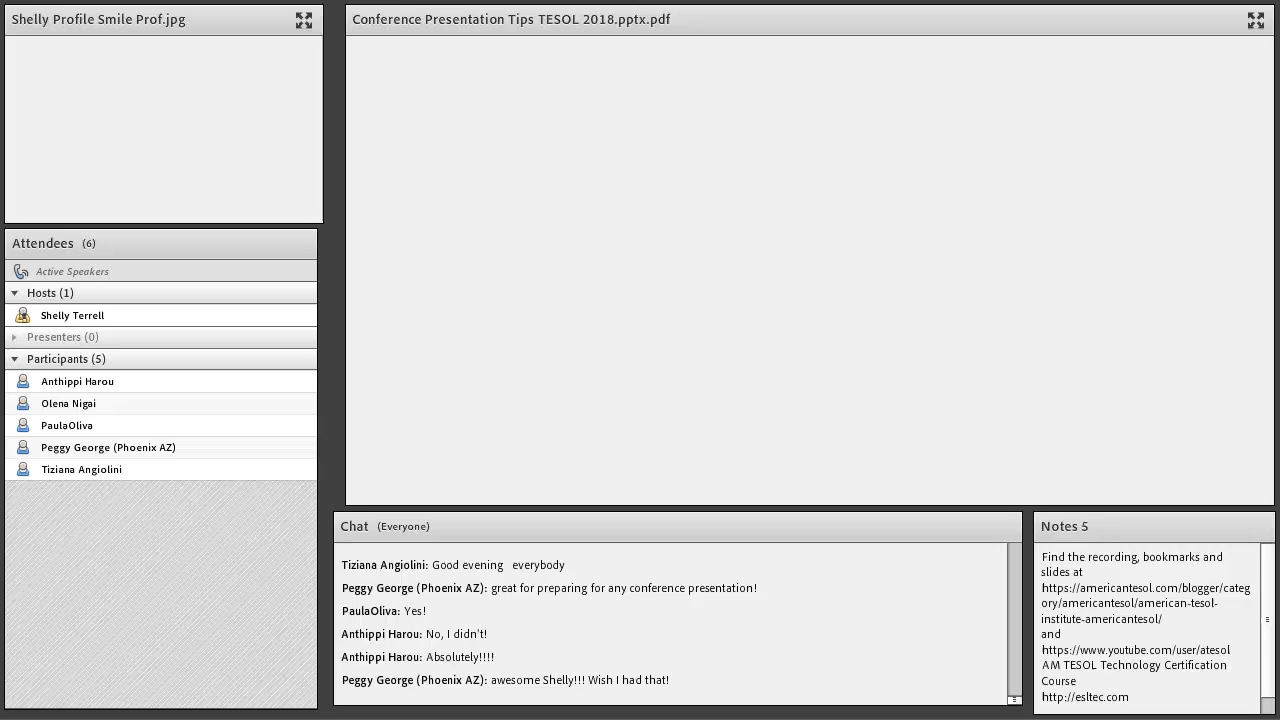 Shelly Profile Smile Prof.jpg
Conference Presentation Tips TESOL 2018.pptx.pdf
Attendees (6)
Active Speakers
Hosts (1)
Shelly Terrell
Presenters (0)
Participants (5)
Anthippi Harou
Olena Nigai
PaulaOliva
Peggy George (Phoenix AZ)
Tiziana Angiolini
Chat (Everyone)
Tiziana Angiolini: Good evening everybody
Peggy George (Phoenix AZ): great for preparing for any conference presentation!
PaulaOliva: Yes!
Anthippi Harou: No, I didn't!
Anthippi Harou: Absolutely!!!!
Peggy George (Phoenix AZ): awesome Shelly!!! Wish I had that!
Notes 5
Find the recording, bookmarks and
slides at
https://americantesol.com/blogger/categ
ory/americantesol/american-tesol-
institute-americantesol/
and
https://www.youtube.com/user/atesol
AM TESOL Technology Certification
Course
http://esltec.com